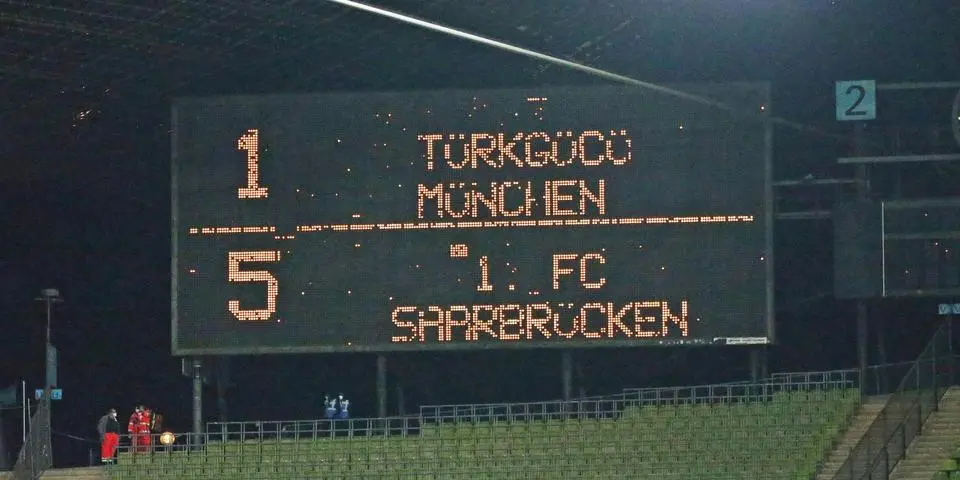 2
1 TÜRKGÜCÜ
MÜNCHEN
5 1. FC
SAARBRÜCKEN